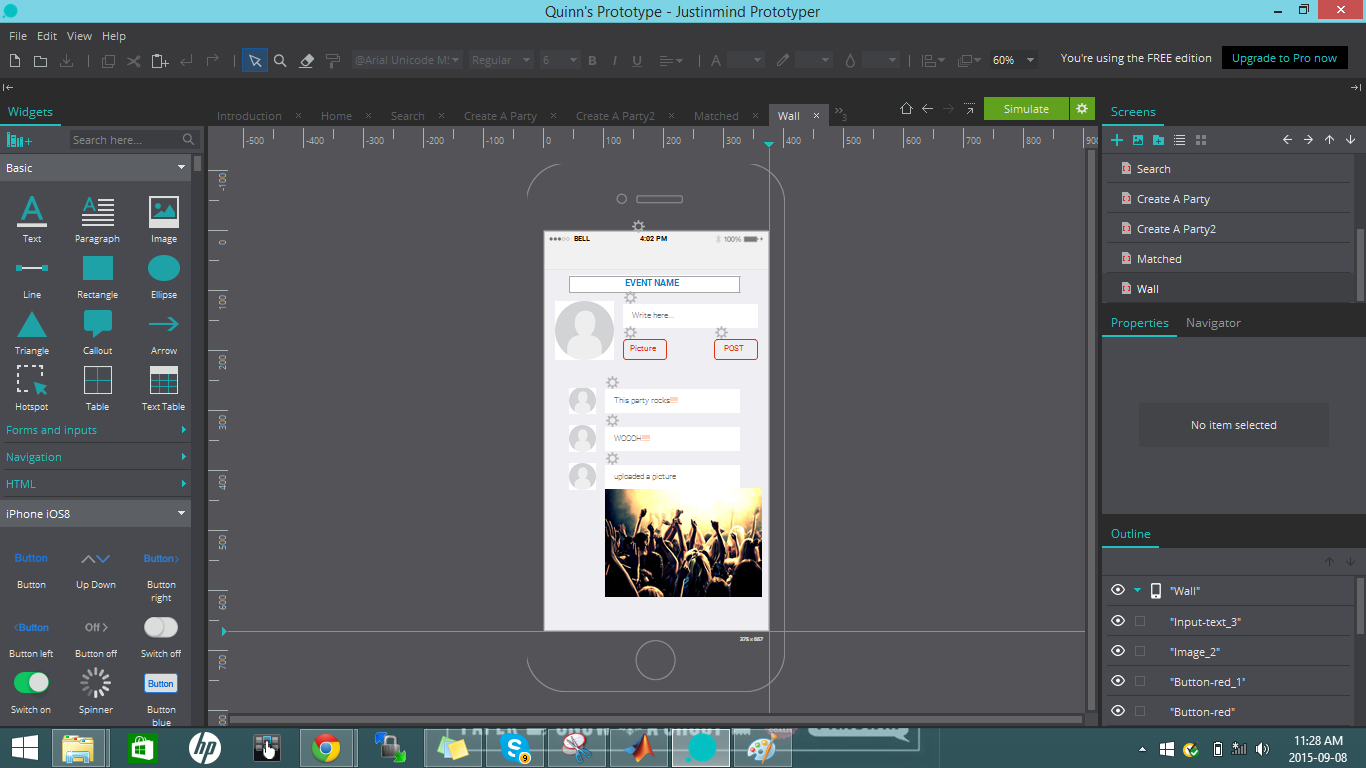 Quinn's Prototype - Justinmind Prototyper
File Edit View Help
@Arial Unicode MS Regular 6 B I U A 60% You're using the FREE edition Upgrade to Pro now
Widgets
Introduction × Home × Search × Create A Party × Create A Party2 × Matched × Wall × »3
Simulate
Screens
Search here...
Basic
Text Paragraph Image
Line Rectangle Ellipse
Triangle Callout Arrow
Hotspot Table Text Table
Forms and inputs
Navigation
HTML
iPhone iOS8
Button Button>
Button Up Down Button right
<Button Off >
Button left Button off Switch off
Button
Switch on Spinner Button blue
-500 -400 -300 -200 -100 0 100 200 300 400 500 600 700 800 900
-100
0
100
200
300
400
500
600
700
BELL 4:02 PM 100%
EVENT NAME
Write here...
Picture POST
This party rocks!!!!
WOOOH!!!!
uploaded a picture
375 x 667
Search
Create A Party
Create A Party2
Matched
Wall
Properties Navigator
No item selected
Outline
"Wall"
"Input-text_3"
"Image_2"
"Button-red_1"
"Button-red"
hp
S 9
11:28 AM
2015-09-08